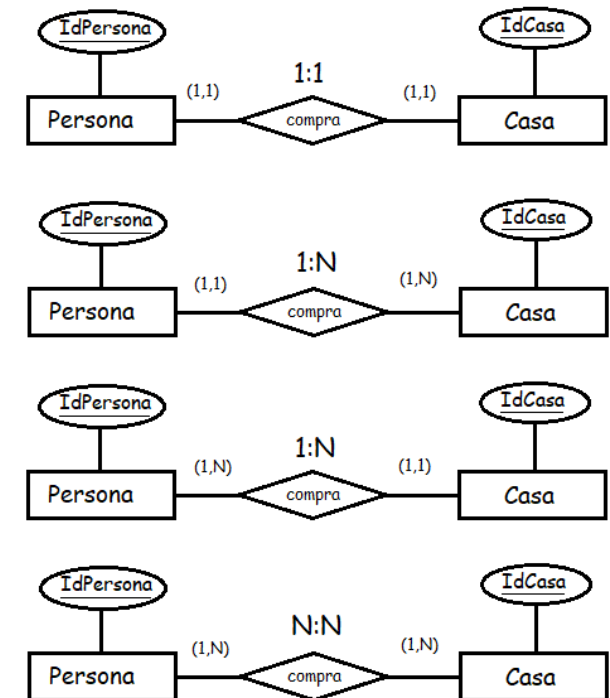 IdPersona IdCasa
1:1
(1,1) (1,1)
Persona compra Casa
IdPersona IdCasa
1:N
(1,1) (1,N)
Persona compra Casa
IdPersona IdCasa
1:N
(1,N) (1,1)
Persona compra Casa
IdPersona IdCasa
N:N
(1,N) (1,N)
Persona compra Casa